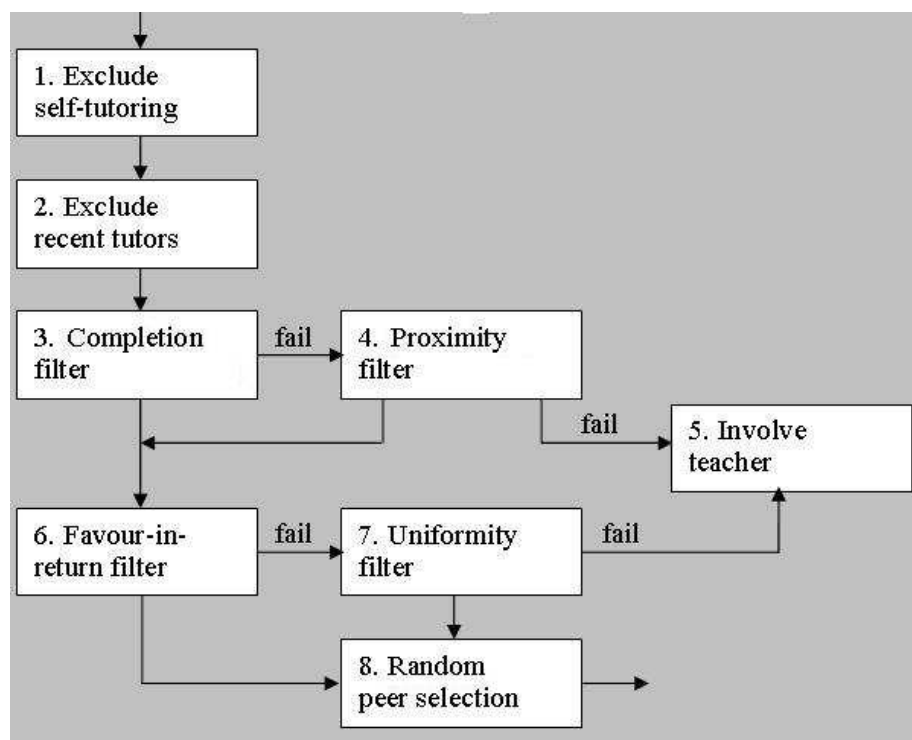 1. Exclude
self-tutoring
2. Exclude
recent tutors
3. Completion
filter
fail
4. Proximity
filter
fail
5. Involve
teacher
6. Favour-in-
return filter
fail
7. Uniformity
filter
fail
8. Random
peer selection